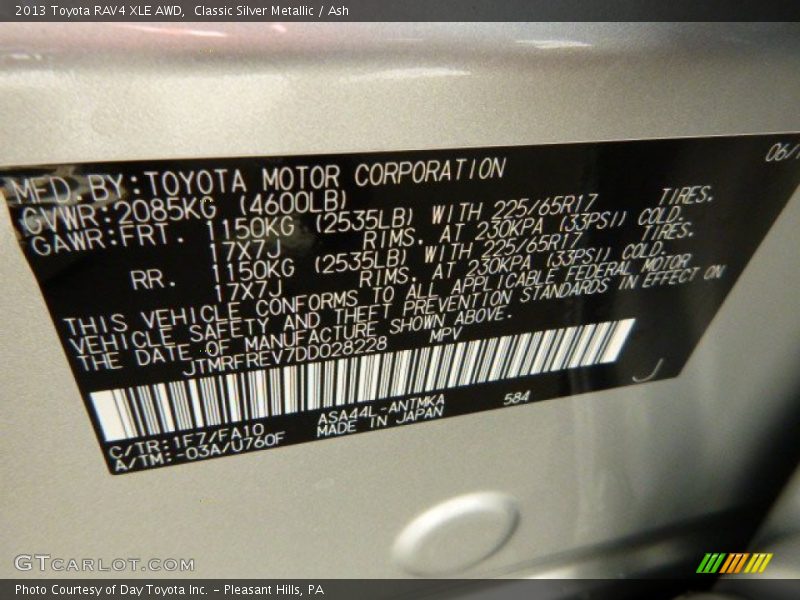 2013 Toyota RAV4 XLE AWD,  Classic Silver Metallic / Ash
06/
MFD. BY:TOYOTA MOTOR CORPORATION
GVWR:2085KG (4600LB)
GAWR:FRT. 1150KG (2535LB) WITH 225/65R17 TIRES.
17X7J RIMS. AT 230KPA (33PSI) COLD.
RR. 1150KG (2535LB) WITH 225/65R17 TIRES.
17X7J RIMS. AT 230KPA (33PSI) COLD.
THIS VEHICLE CONFORMS TO ALL APPLICABLE FEDERAL MOTOR
VEHICLE SAFETY AND THEFT PREVENTION STANDARDS IN EFFECT ON
THE DATE OF MANUFACTURE SHOWN ABOVE.
JTMRFREV7DD028228 MPV
J
C/TR:1F7/FA10 ASA44L-ANTMKA 584
A/TM:-03A/U760F MADE IN JAPAN
GTCARLOT.COM
Photo Courtesy of Day Toyota Inc. - Pleasant Hills, PA